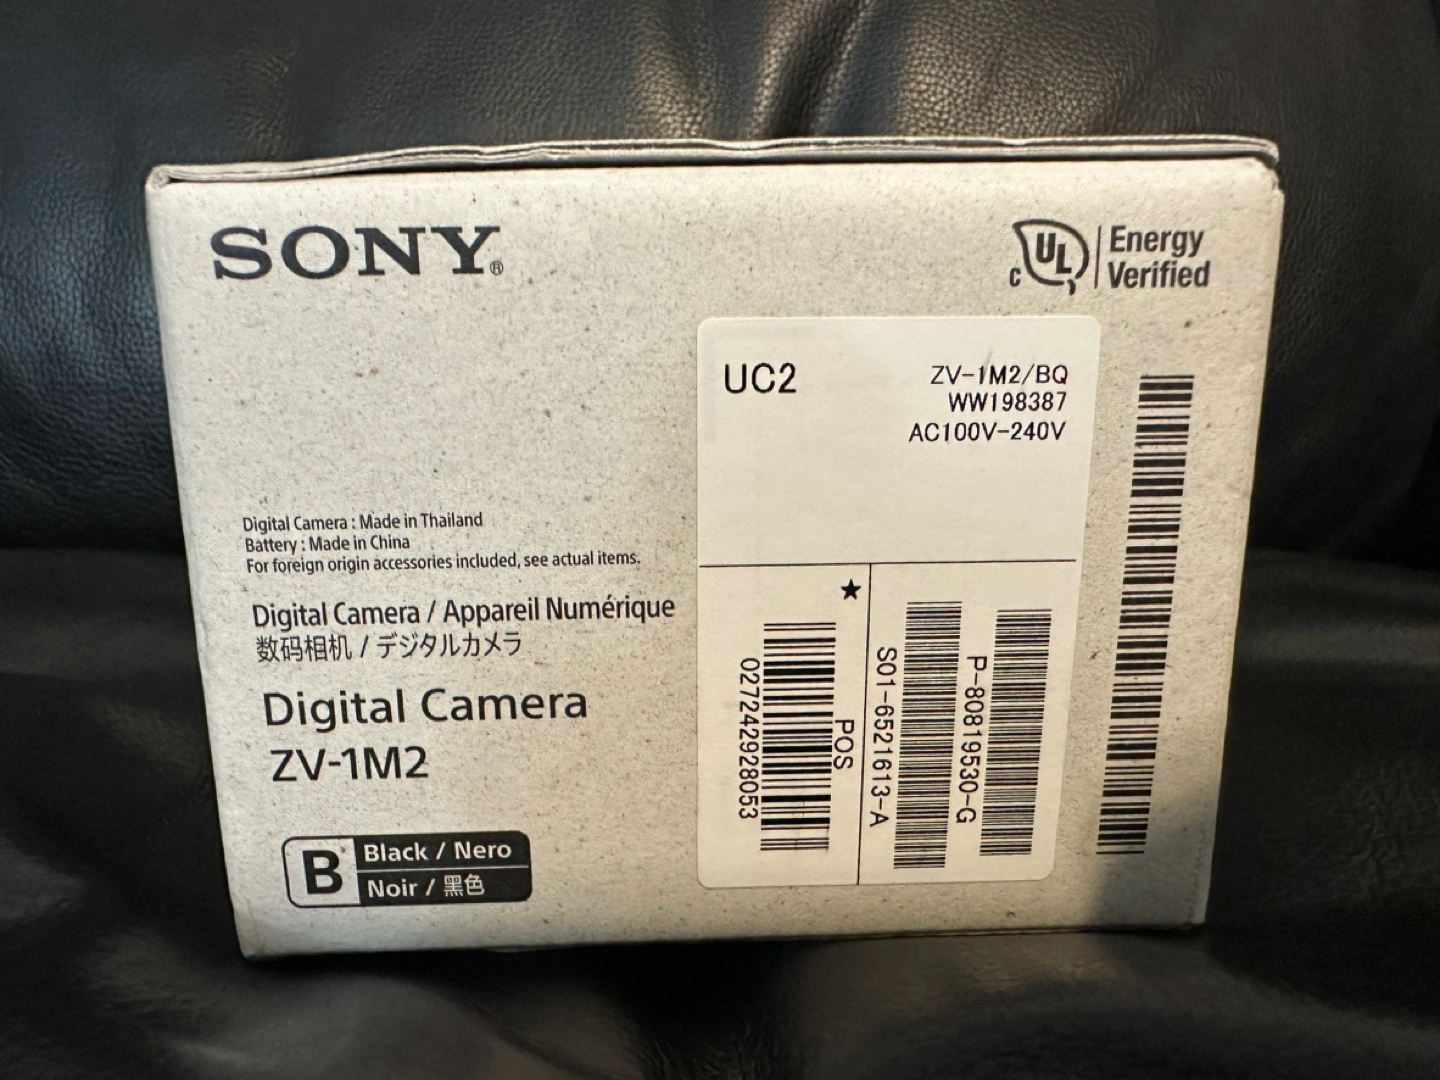 SONY®
c UL Energy Verified
UC2
ZV-1M2/BQ
WW198387
AC100V-240V
Digital Camera : Made in Thailand
Battery : Made in China
For foreign origin accessories included, see actual items.
Digital Camera / Appareil Numérique
数码相机 / デジタルカメラ
Digital Camera
ZV-1M2
B
Black / Nero
Noir / 黑色
★
POS
027242928053
S01-6521613-A
P-80819530-G